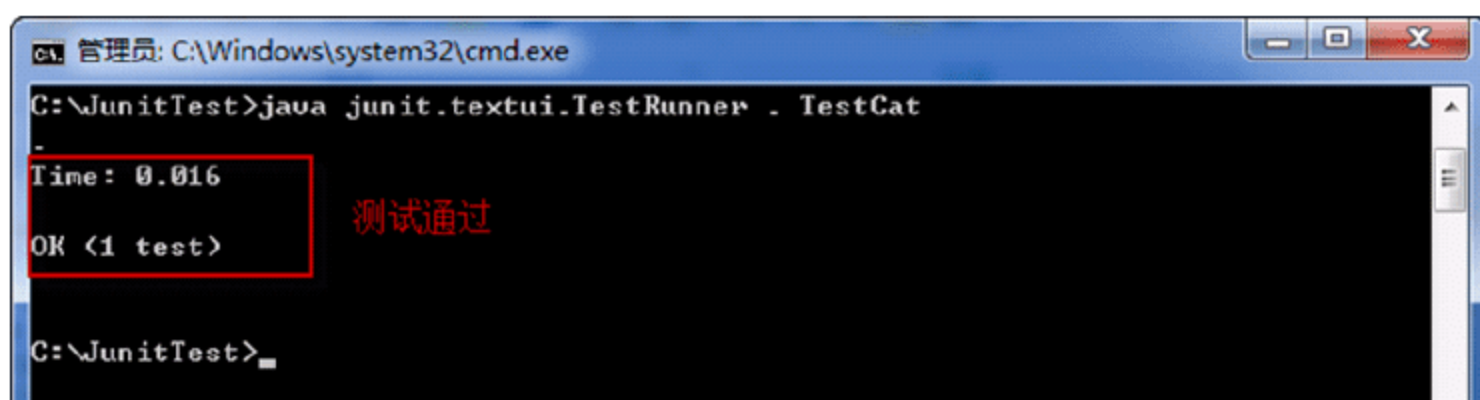 管理员: C:\Windows\system32\cmd.exe
C:\JunitTest>java junit.textui.TestRunner . TestCat
.
Time: 0.016
测试通过
OK (1 test)
C:\JunitTest>_